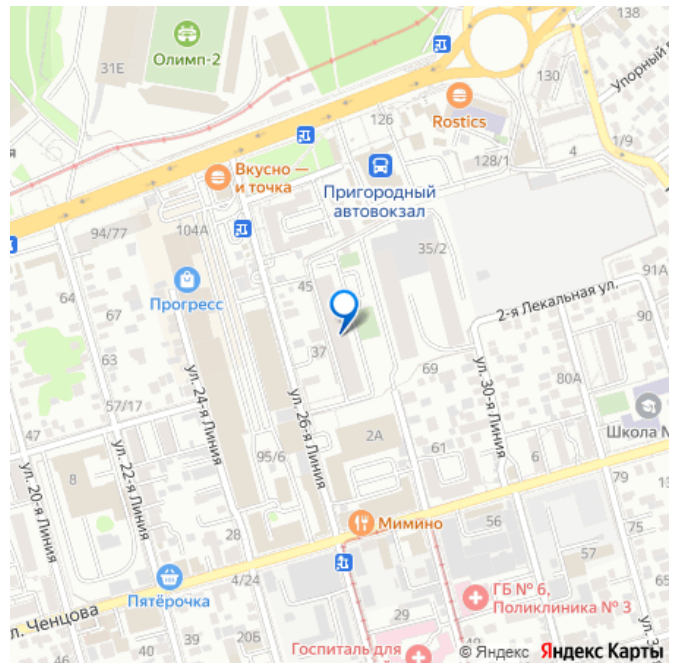 138
Олимп-2
31Е
130
Упорный
Rostics
126
1/9
128/1
4
Вкусно —
и точка
Пригородный
автовокзал
94/77
104А
35/2
91А
45
64
Прогресс
2-я Лекальная ул.
90
67
37
63
ул. 24-я Линия
ул. 26-я Линия
69
ул. 30-я Линия
80А
57/17
47
2А
Школа №
ул. 20-я Линия
ул. 22-я Линия
8
95/6
61
6
79
Мимино
56
28
57
4/24
Пятёрочка
ГБ № 6,
Поликлиника № 3
л. Ченцова
29
40
39
20Б
Госпиталь для
© Яндекс Яндекс Карты